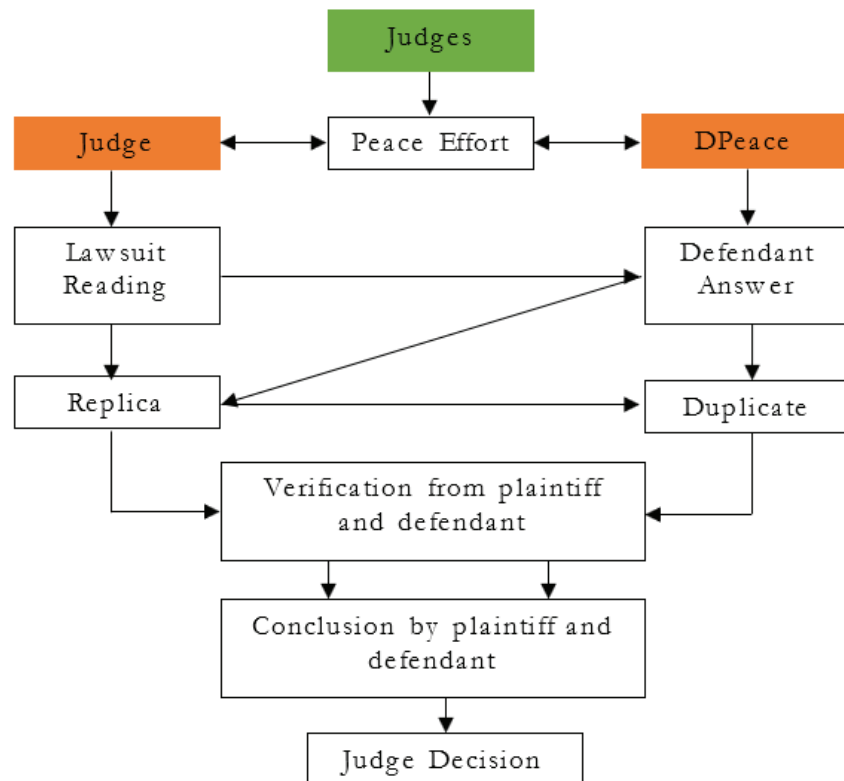 Judges
Judge
Peace Effort
DPeace
Lawsuit
Reading
Defendant
Answer
Replica
Duplicate
Verification from plaintiff
and defendant
Conclusion by plaintiff and
defendant
Judge Decision